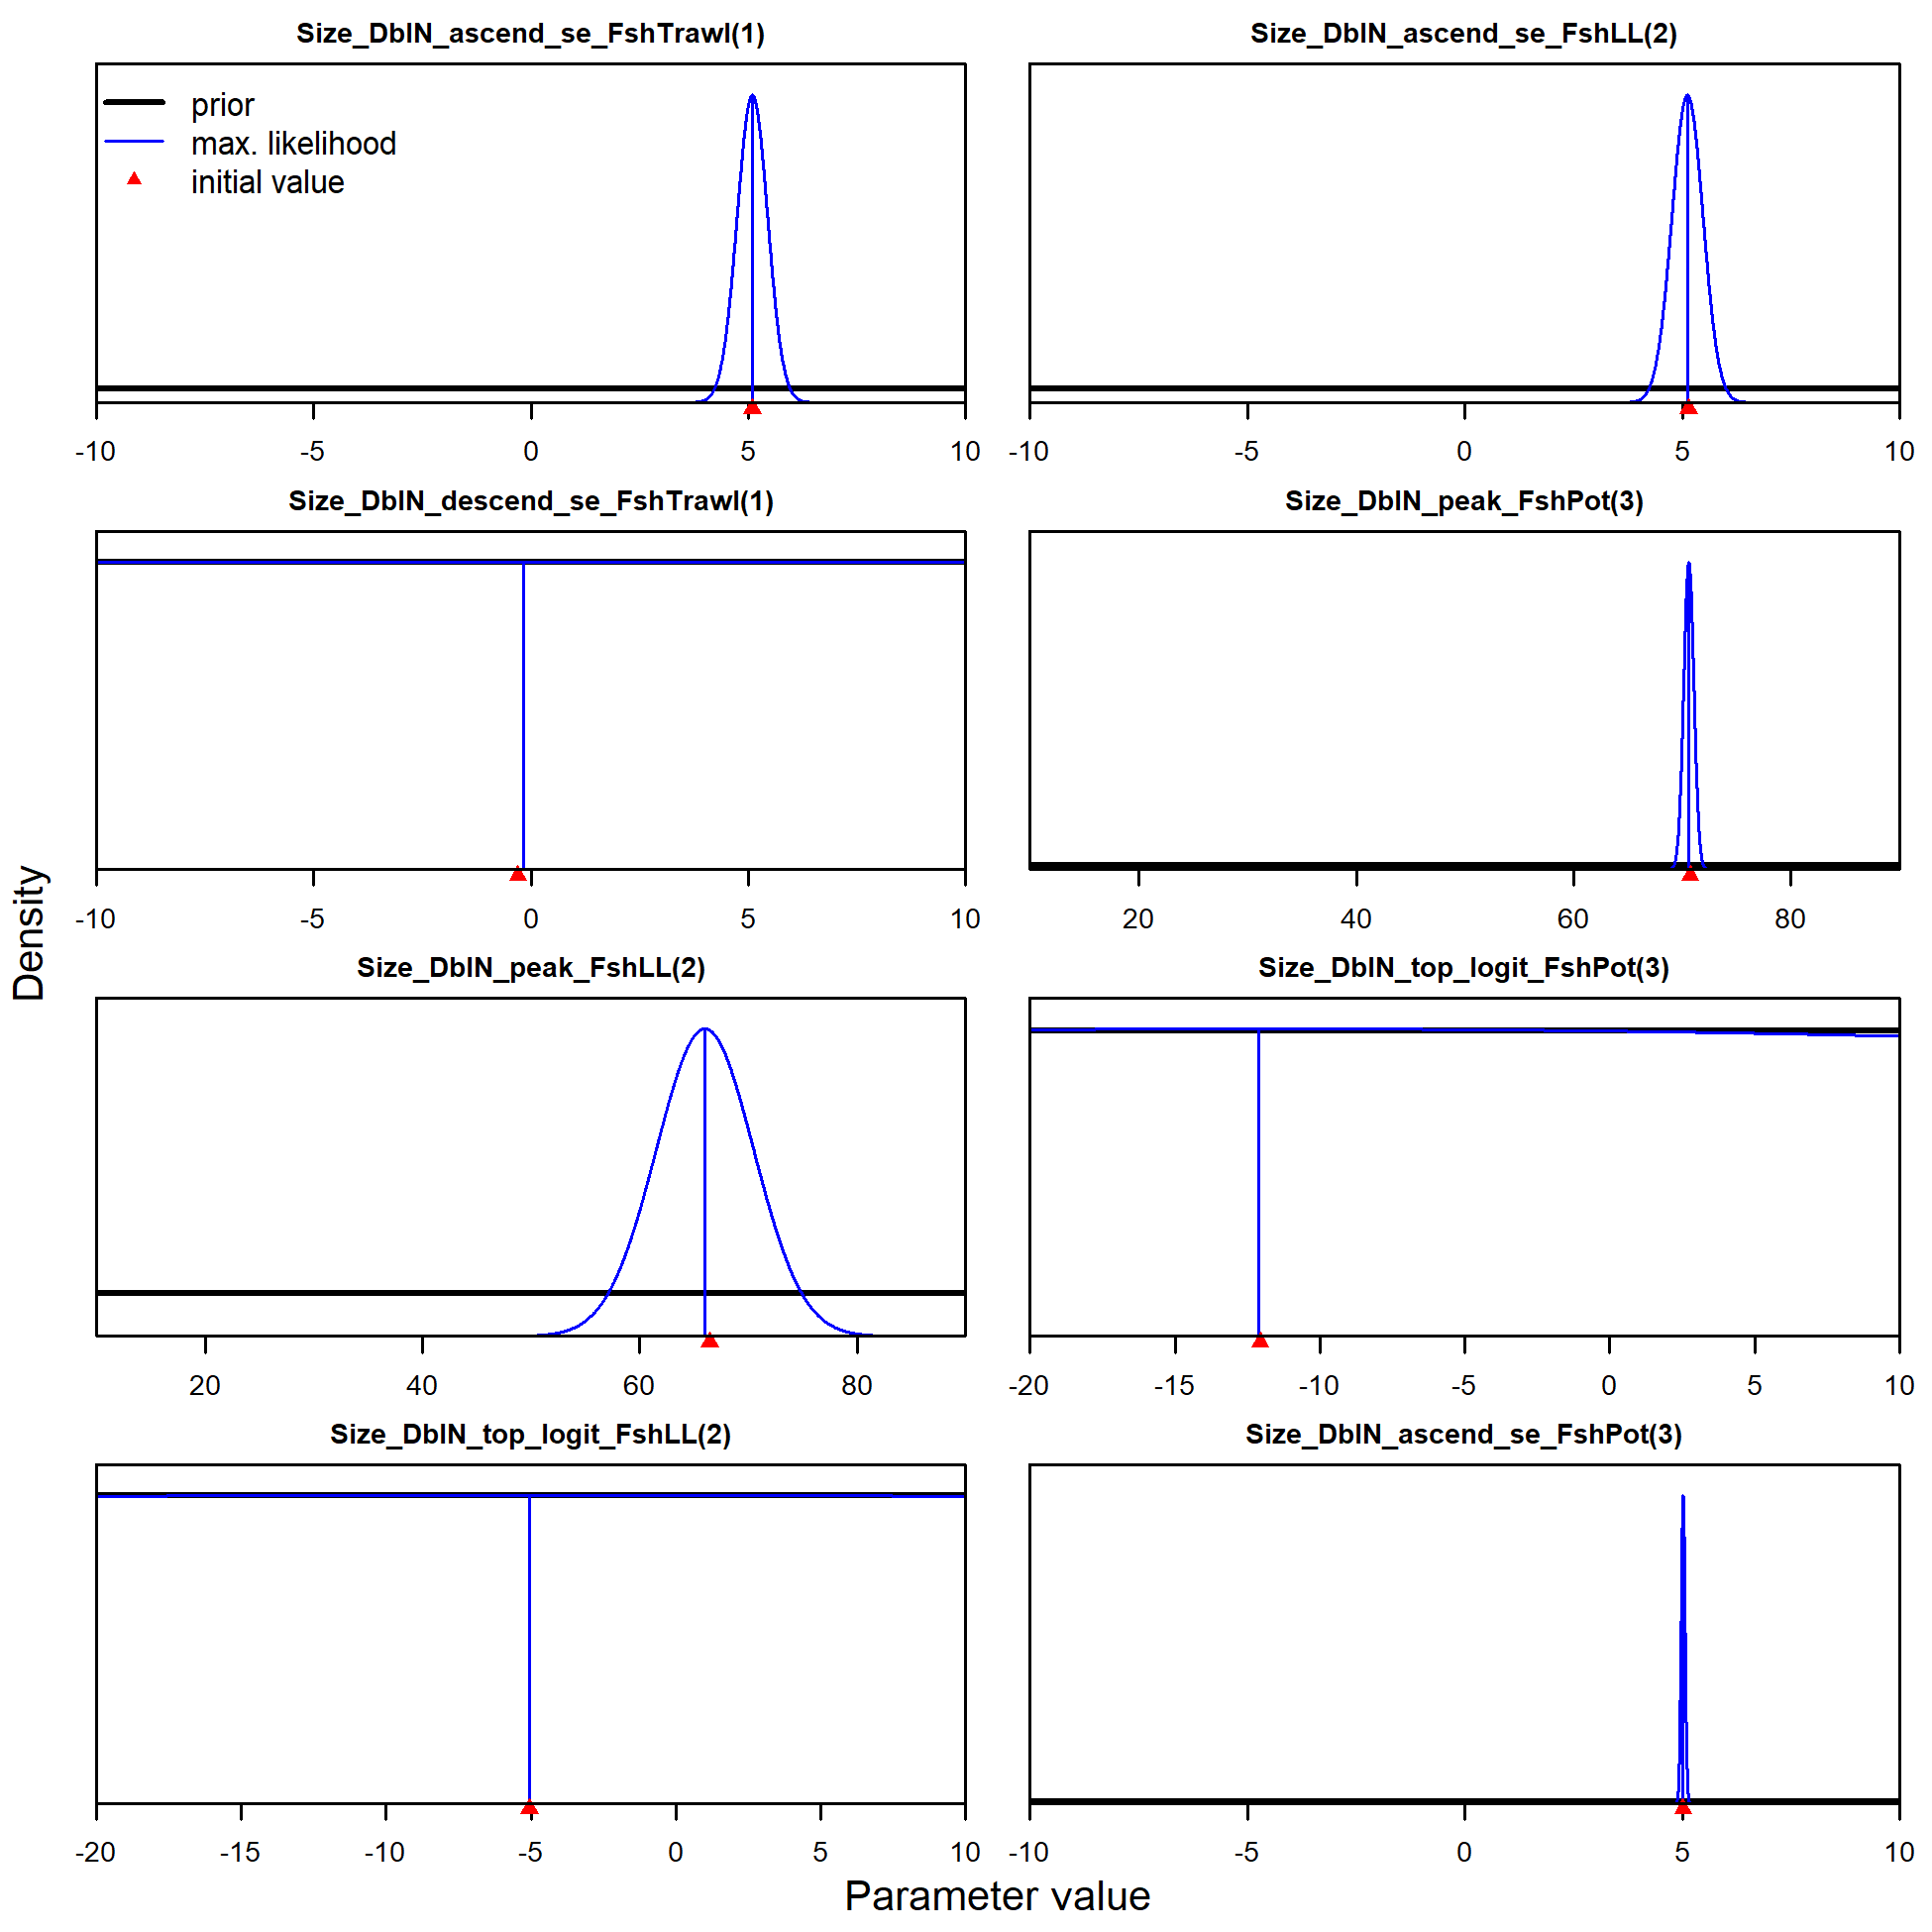 Size_DblN_ascend_se_FshTrawl(1)
prior
max. likelihood
initial value
-10 -5 0 5 10
Size_DblN_ascend_se_FshLL(2)
-10 -5 0 5 10
Size_DblN_descend_se_FshTrawl(1)
-10 -5 0 5 10
Size_DblN_peak_FshPot(3)
20 40 60 80
Size_DblN_peak_FshLL(2)
20 40 60 80
Size_DblN_top_logit_FshPot(3)
-20 -15 -10 -5 0 5 10
Size_DblN_top_logit_FshLL(2)
-20 -15 -10 -5 0 5 10
Size_DblN_ascend_se_FshPot(3)
-10 -5 0 5 10
Density
Parameter value